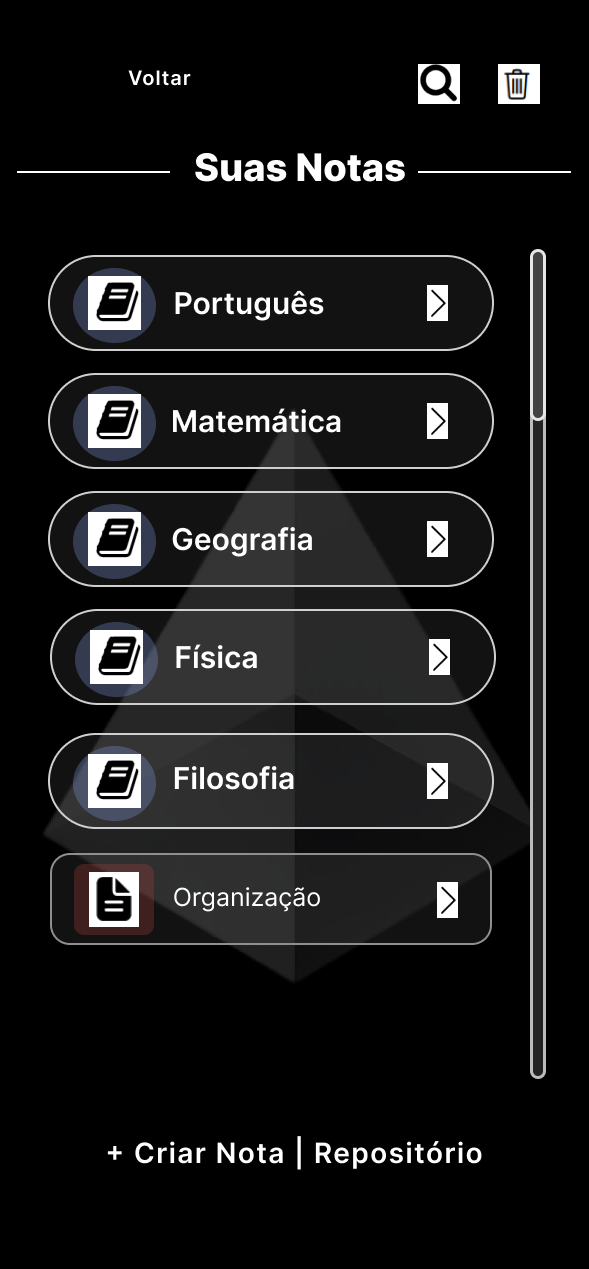 Voltar
Suas Notas
Português
Matemática
Geografia
Física
Filosofia
Organização
+ Criar Nota | Repositório